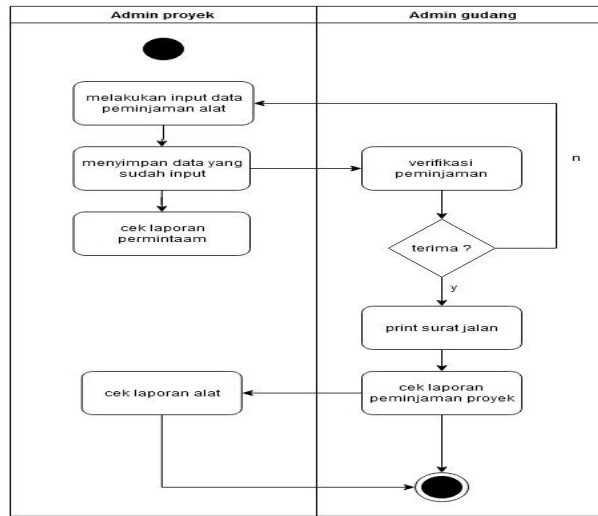 Admin proyek
Admin gudang
melakukan input data
peminjaman alat
menyimpan data yang
sudah input
verifikasi
peminjaman
n
cek laporan
permintaam
terima ?
y
print surat jalan
cek laporan alat
cek laporan
peminjaman proyek